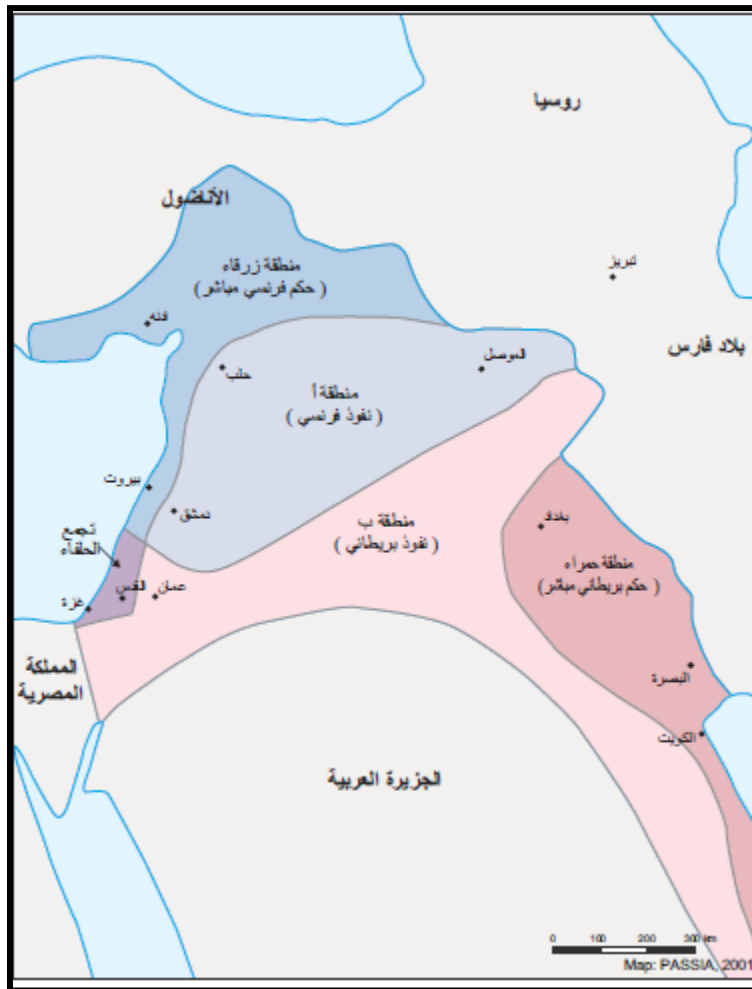 روسيا
الأناضول
منطقة زرقاء
( حكم فرنسي مباشر )
تبريز
بلاد فارس
الموصل
حلب
منطقة أ
( نفوذ فرنسي )
بيروت
دمشق
منطقة ب
( نفوذ بريطاني )
بغداد
تجمع
الحلفاء
منطقة حمراء
( حكم بريطاني مباشر )
القدس
عمان
غزة
المملكة
المصرية
البصرة
الكويت
الجزيرة العربية
0 100 200 300 km
Map: PASSIA, 2001